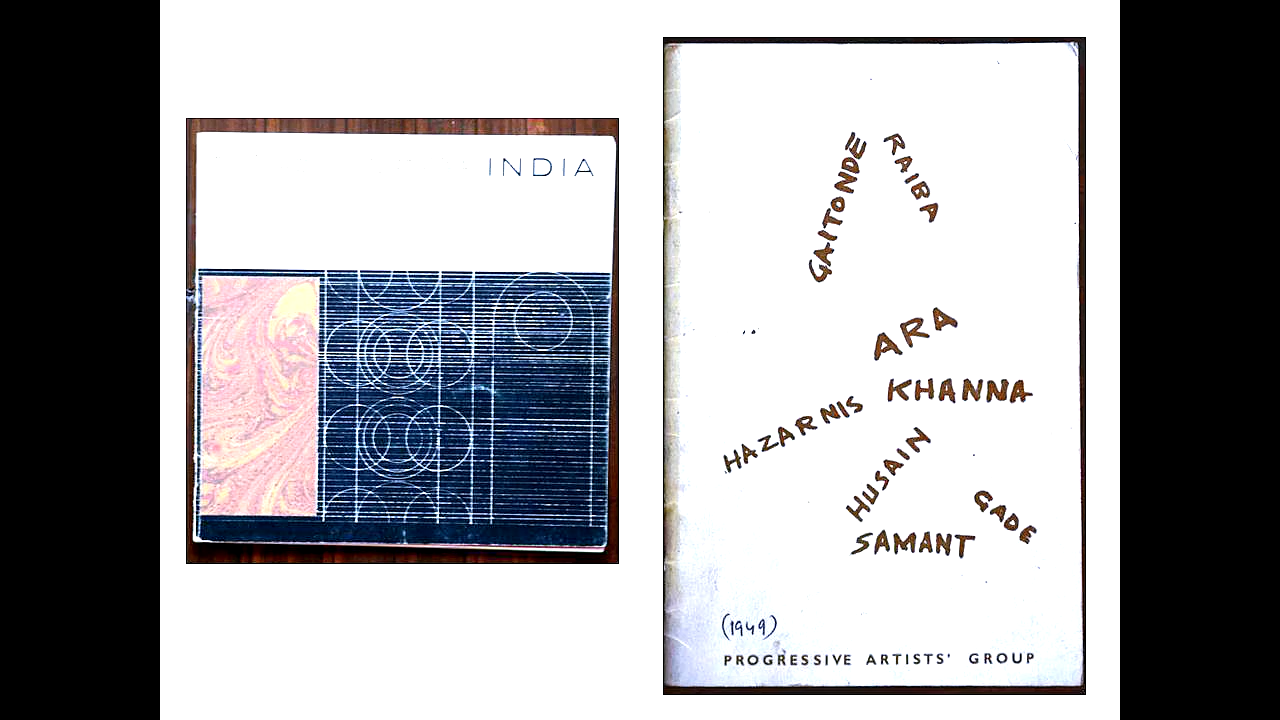 INDIA
GAITONDE
RAIBA
ARA
KHANNA
HAZARNIS
HUSAIN
GADE
SAMANT
(1949)
PROGRESSIVE ARTISTS' GROUP